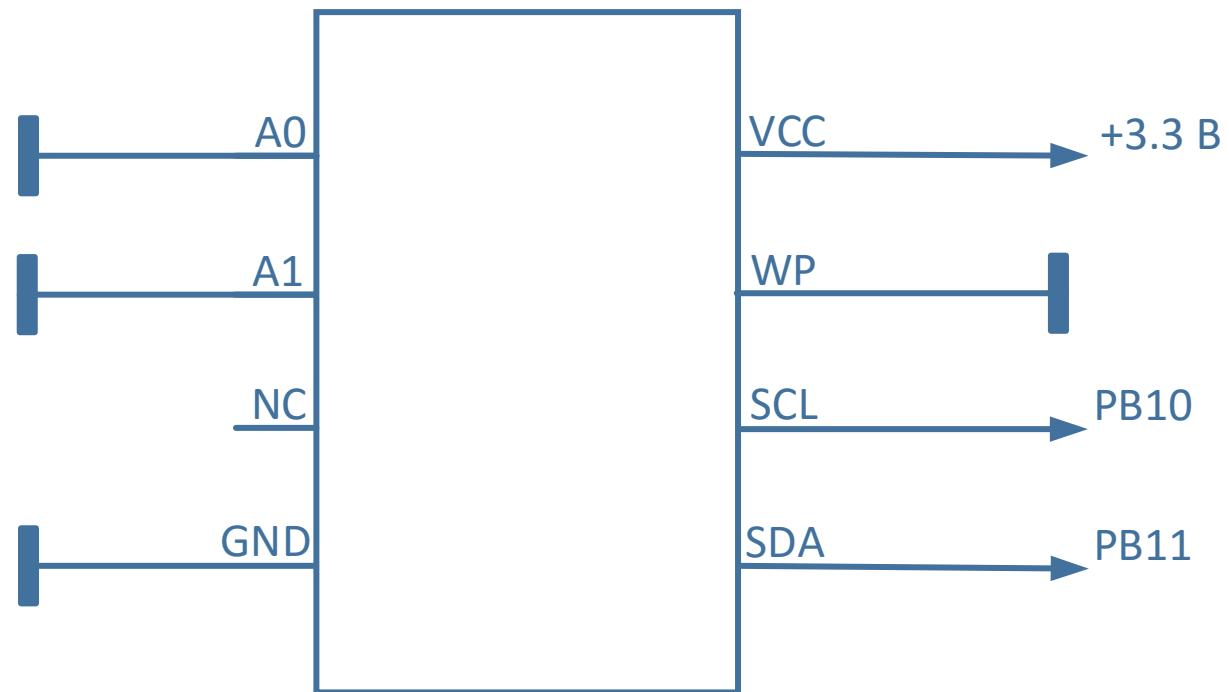 A0
A1
NC
GND
VCC
+3.3 В
WP
SCL
PB10
SDA
PB11